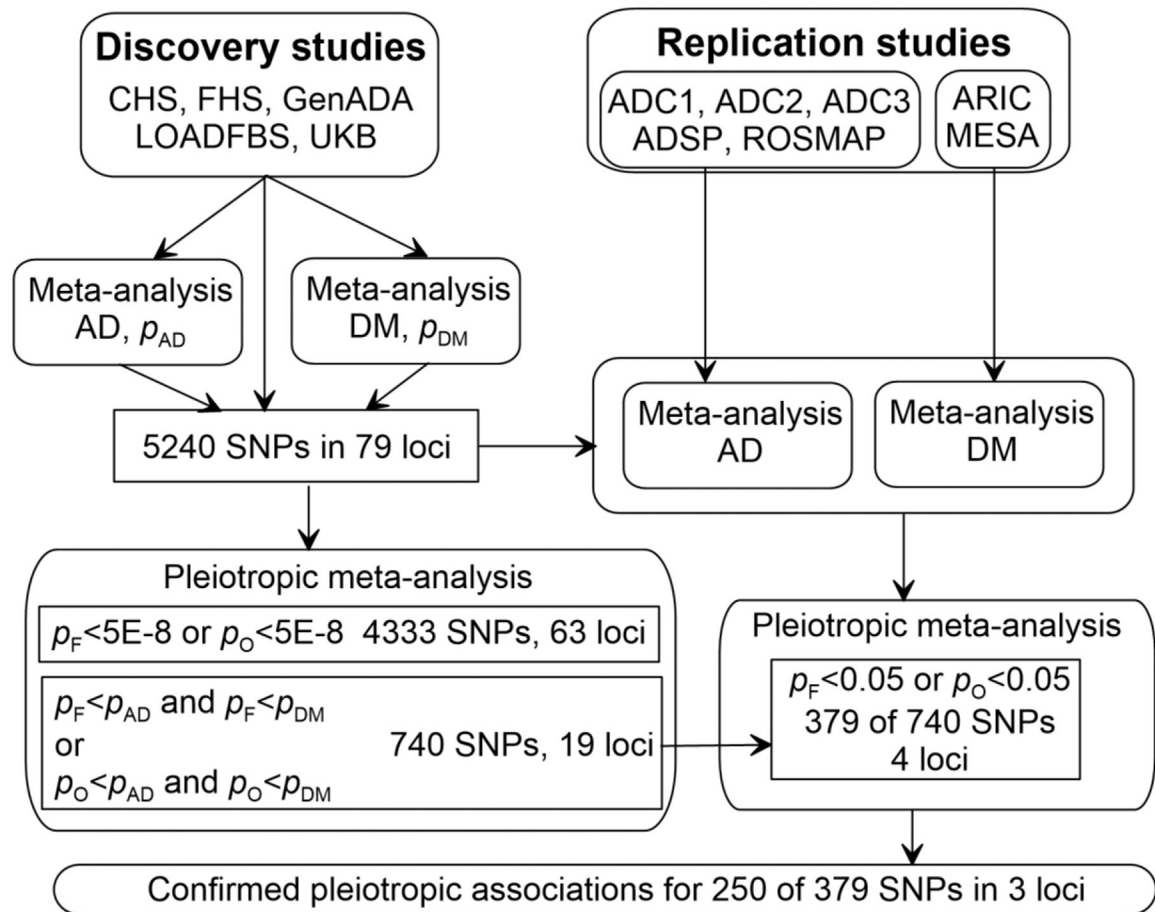 Discovery studies
CHS, FHS, GenADA
LOADFBS, UKB
Replication studies
ADC1, ADC2, ADC3
ADSP, ROSMAP
ARIC
MESA
Meta-analysis
AD, pAD
Meta-analysis
DM, pDM
5240 SNPs in 79 loci
Meta-analysis
AD
Meta-analysis
DM
Pleiotropic meta-analysis
pF<5E-8 or pO<5E-8 4333 SNPs, 63 loci
pF<pAD and pF<pDM
or 740 SNPs, 19 loci
pO<pAD and pO<pDM
Pleiotropic meta-analysis
pF<0.05 or pO<0.05
379 of 740 SNPs
4 loci
Confirmed pleiotropic associations for 250 of 379 SNPs in 3 loci